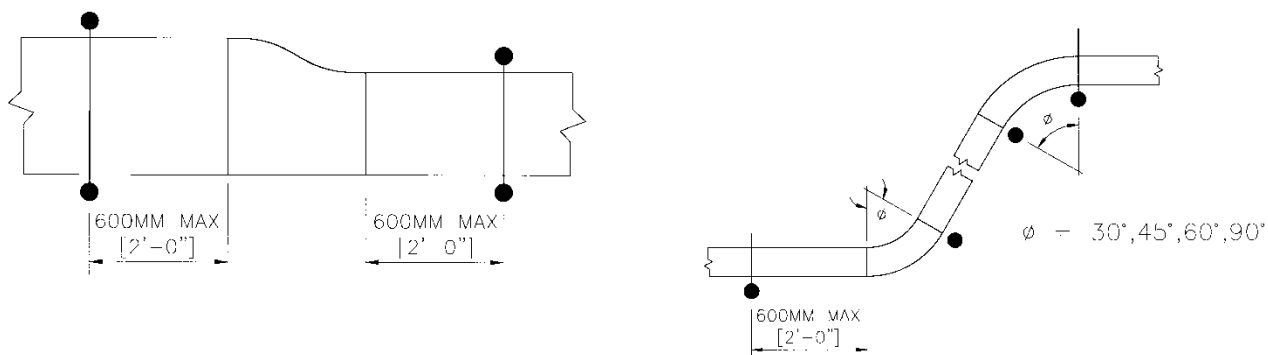 600MM MAX
[2'-0"]
600MM MAX
[2' 0"]
ø
ø
ø – 30°,45°,60°,90°
600MM MAX
[2'-0"]